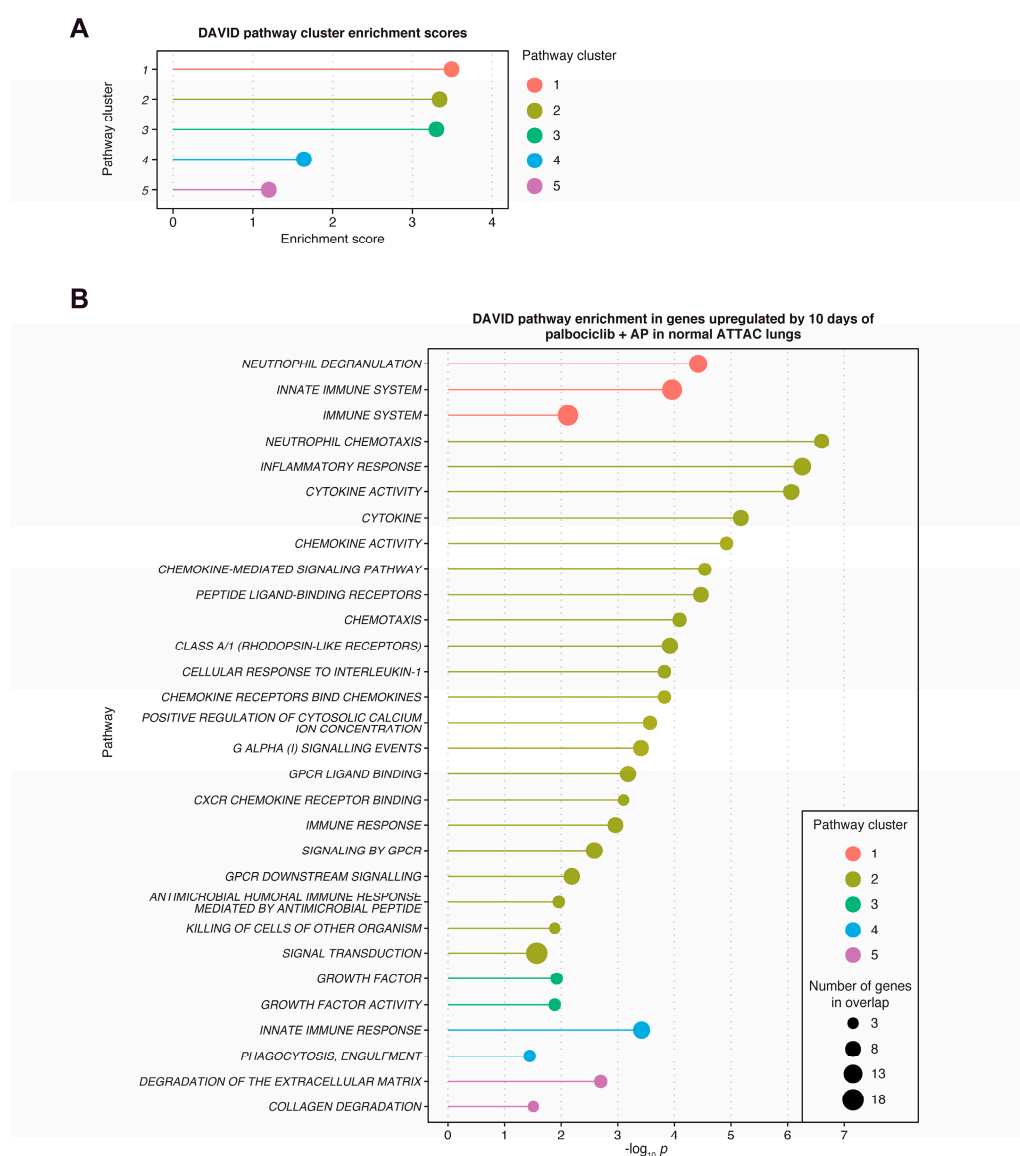 A
DAVID pathway cluster enrichment scores
Pathway cluster
1
2
3
4
5
0 1 2 3 4
Enrichment score
Pathway cluster
1
2
3
4
5
B
DAVID pathway enrichment in genes upregulated by 10 days of
palbociclib + AP in normal ATTAC lungs
Pathway
NEUTROPHIL DEGRANULATION
INNATE IMMUNE SYSTEM
IMMUNE SYSTEM
NEUTROPHIL CHEMOTAXIS
INFLAMMATORY RESPONSE
CYTOKINE ACTIVITY
CYTOKINE
CHEMOKINE ACTIVITY
CHEMOKINE-MEDIATED SIGNALING PATHWAY
PEPTIDE LIGAND-BINDING RECEPTORS
CHEMOTAXIS
CLASS A/1 (RHODOPSIN-LIKE RECEPTORS)
CELLULAR RESPONSE TO INTERLEUKIN-1
CHEMOKINE RECEPTORS BIND CHEMOKINES
POSITIVE REGULATION OF CYTOSOLIC CALCIUM
ION CONCENTRATION
G ALPHA (I) SIGNALLING EVENTS
GPCR LIGAND BINDING
CXCR CHEMOKINE RECEPTOR BINDING
IMMUNE RESPONSE
SIGNALING BY GPCR
GPCR DOWNSTREAM SIGNALLING
ANTIMICROBIAL HUMORAL IMMUNE RESPONSE
MEDIATED BY ANTIMICROBIAL PEPTIDE
KILLING OF CELLS OF OTHER ORGANISM
SIGNAL TRANSDUCTION
GROWTH FACTOR
GROWTH FACTOR ACTIVITY
INNATE IMMUNE RESPONSE
PHAGOCYTOSIS, ENGULFMENT
DEGRADATION OF THE EXTRACELLULAR MATRIX
COLLAGEN DEGRADATION
0 1 2 3 4 5 6 7
-log₁₀ p
Pathway cluster
1
2
3
4
5
Number of genes
in overlap
3
8
13
18